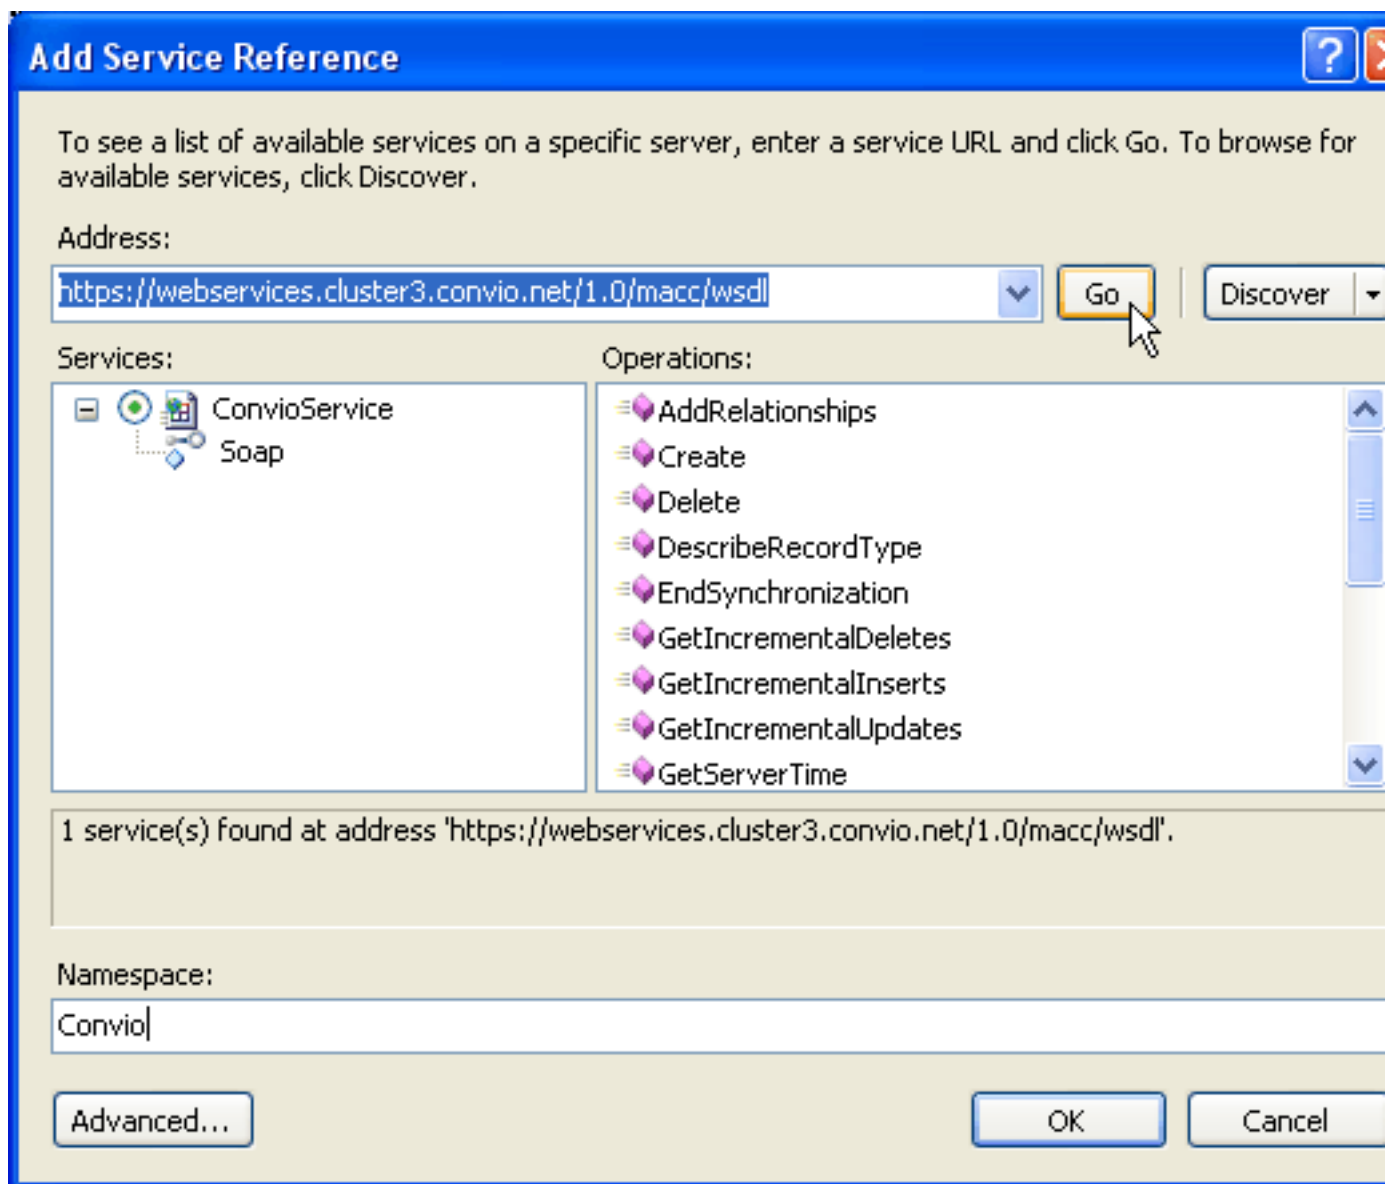 Add Service Reference
?
To see a list of available services on a specific server, enter a service URL and click Go. To browse for
available services, click Discover.
Address:
https://webservices.cluster3.convio.net/1.0/macc/wsdl
Go
Discover
Services:
Operations:
ConvioService
Soap
AddRelationships
Create
Delete
DescribeRecordType
EndSynchronization
GetIncrementalDeletes
GetIncrementalInserts
GetIncrementalUpdates
GetServerTime
1 service(s) found at address 'https://webservices.cluster3.convio.net/1.0/macc/wsdl'.
Namespace:
Convio
Advanced...
OK
Cancel